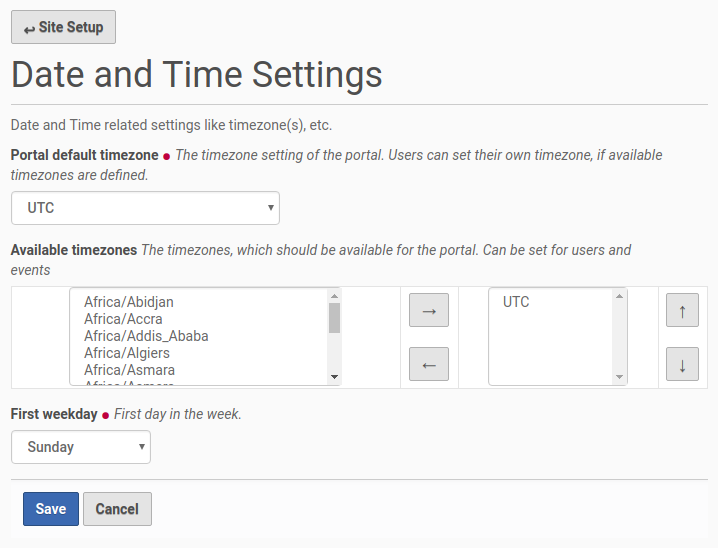 Site Setup
Date and Time Settings
Date and Time related settings like timezone(s), etc.
Portal default timezone ● The timezone setting of the portal. Users can set their own timezone, if available
timezones are defined.
UTC
Available timezones The timezones, which should be available for the portal. Can be set for users and
events
Africa/Abidjan
Africa/Accra
Africa/Addis_Ababa
Africa/Algiers
Africa/Asmara
→
←
UTC
↑
↓
First weekday ● First day in the week.
Sunday
Save Cancel